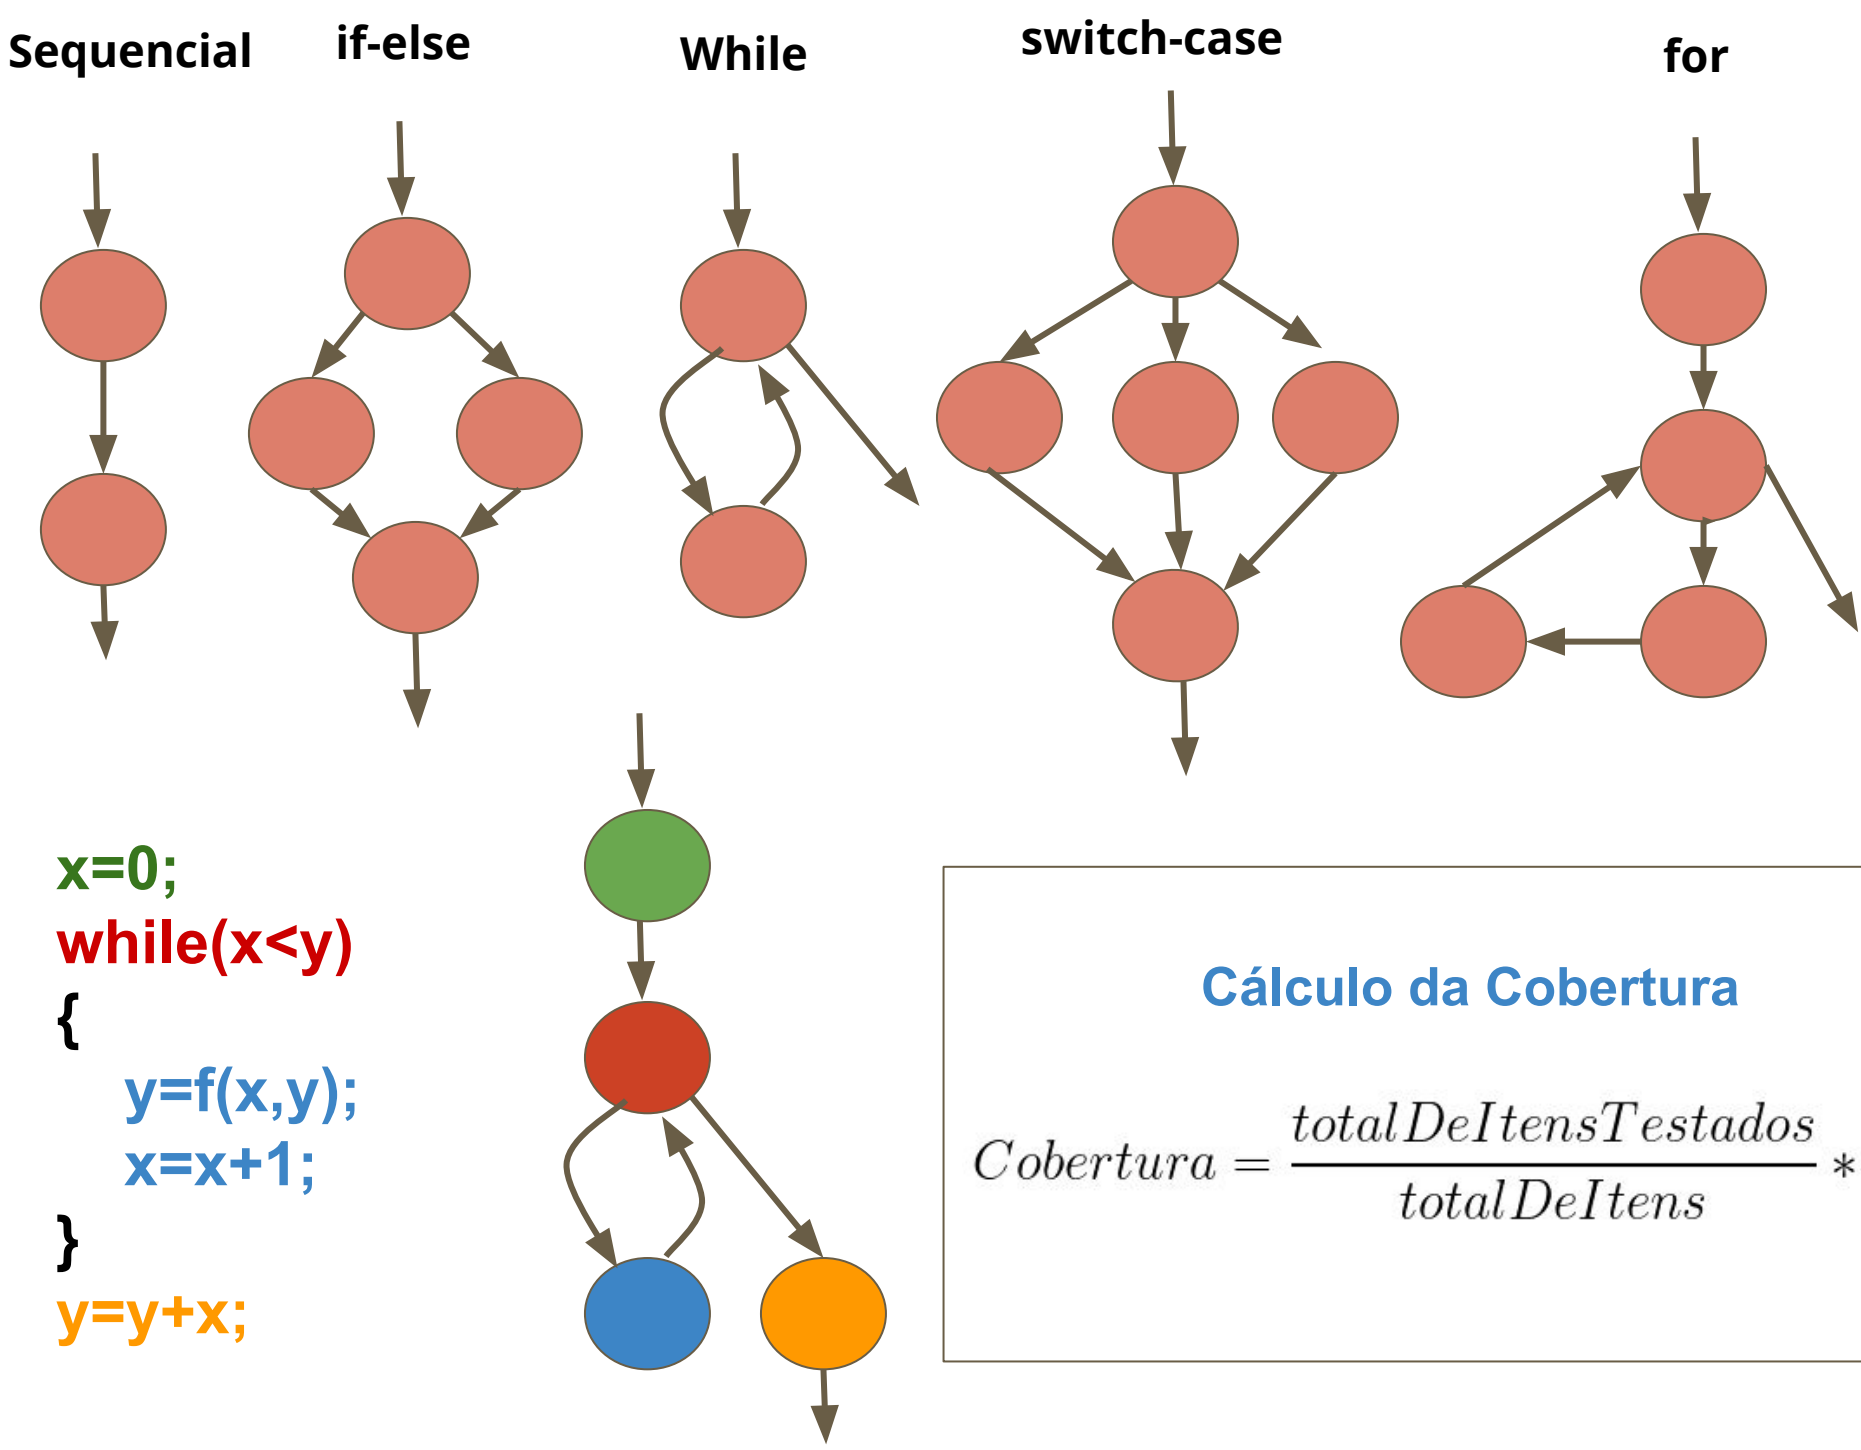 Sequencial
if-else
While
switch-case
for
x=0;
while(x<y)
{
y=f(x,y);
x=x+1;
}
y=y+x;
Cálculo da Cobertura
Cobertura = totalDeItensTestados / totalDeItens *